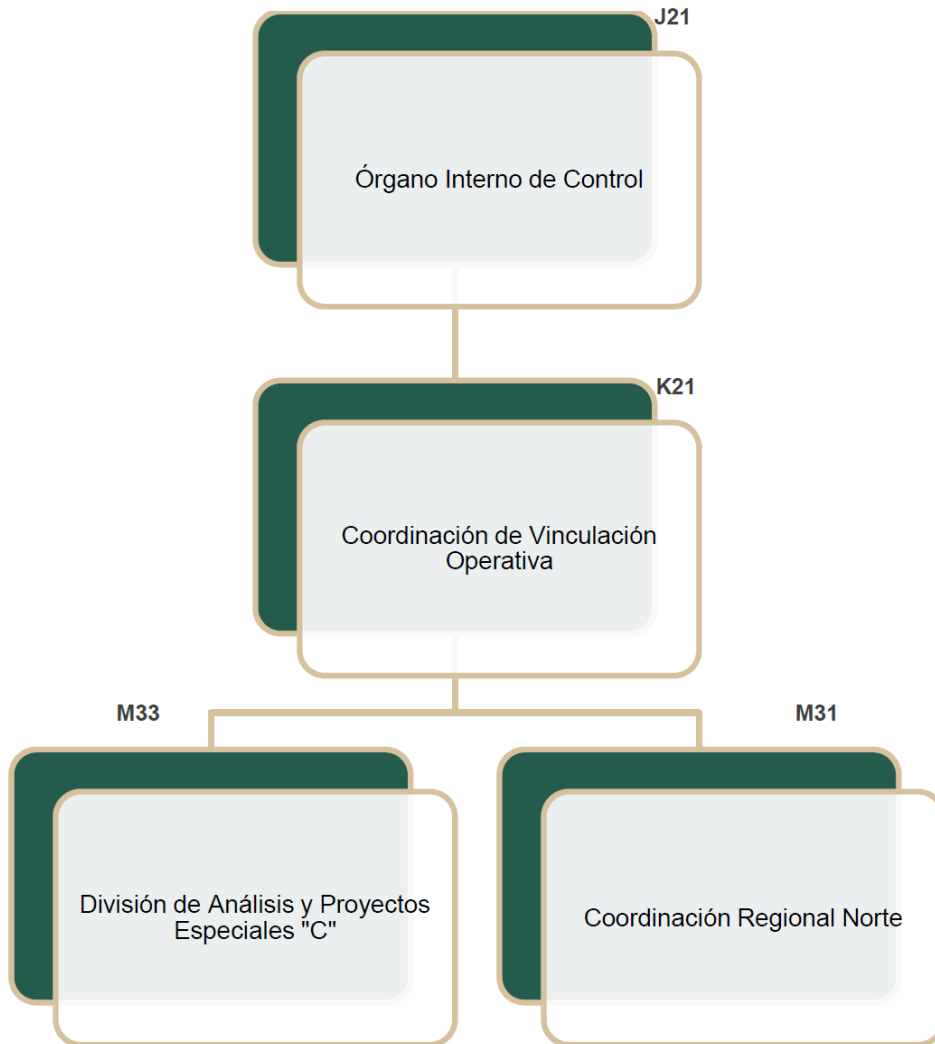 J21
Órgano Interno de Control
K21
Coordinación de Vinculación
Operativa
M33
M31
División de Análisis y Proyectos
Especiales "C"
Coordinación Regional Norte